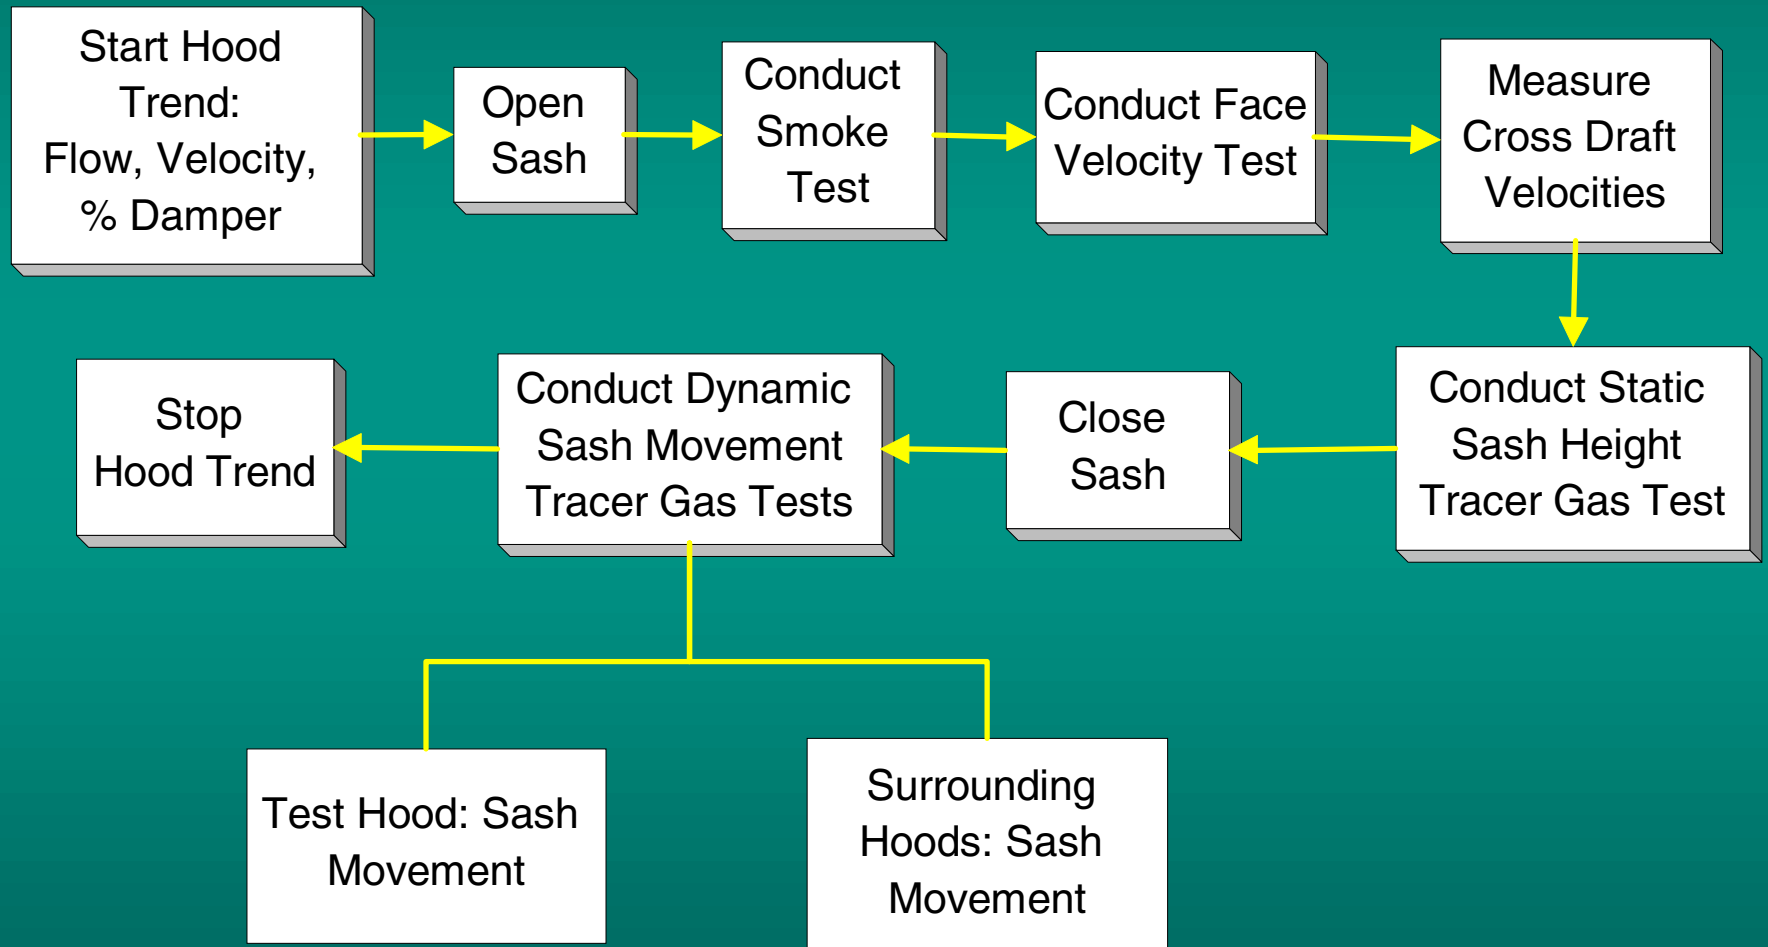 Start Hood
Trend:
Flow, Velocity,
% Damper
Open
Sash
Conduct
Smoke
Test
Conduct Face
Velocity Test
Measure
Cross Draft
Velocities
Conduct Static
Sash Height
Tracer Gas Test
Close
Sash
Conduct Dynamic
Sash Movement
Tracer Gas Tests
Stop
Hood Trend
Test Hood: Sash
Movement
Surrounding
Hoods: Sash
Movement